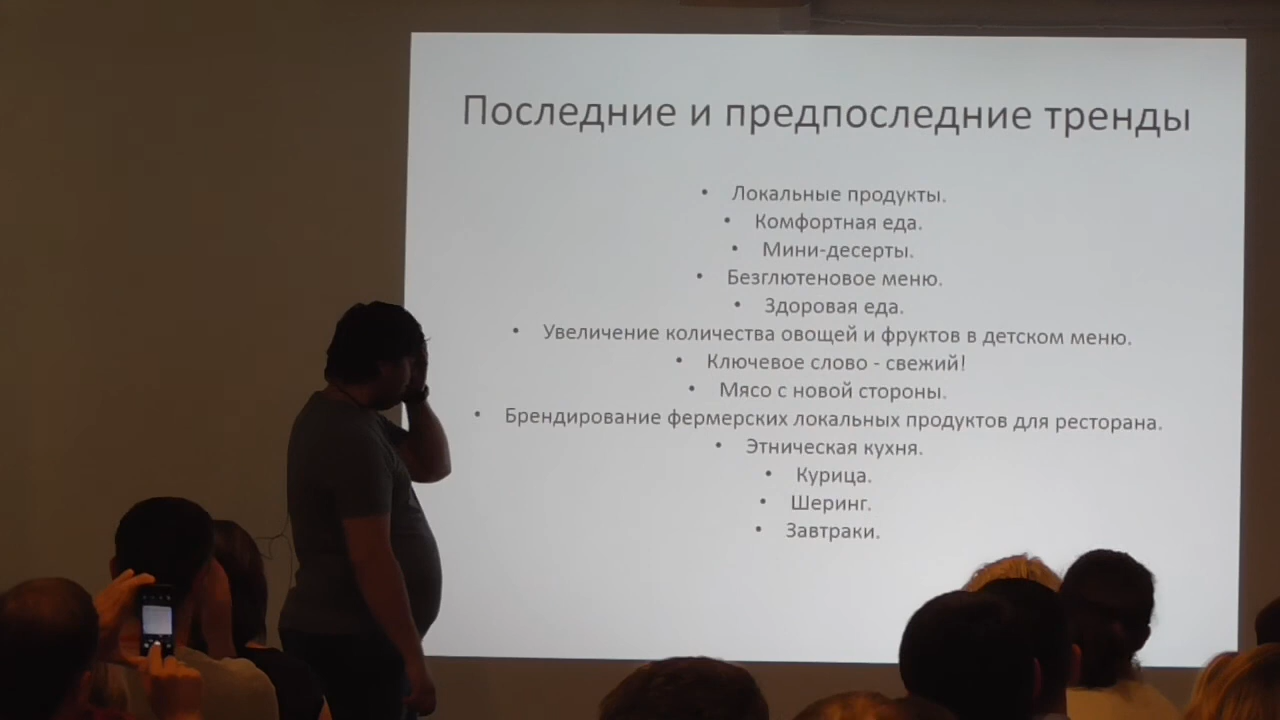 Последние и предпоследние тренды
• Локальные продукты.
• Комфортная еда.
• Мини-десерты.
• Безглютеновое меню.
• Здоровая еда.
• Увеличение количества овощей и фруктов в детском меню.
• Ключевое слово - свежий!
• Мясо с новой стороны.
• Брендирование фермерских локальных продуктов для ресторана.
• Этническая кухня.
• Курица.
• Шеринг.
• Завтраки.